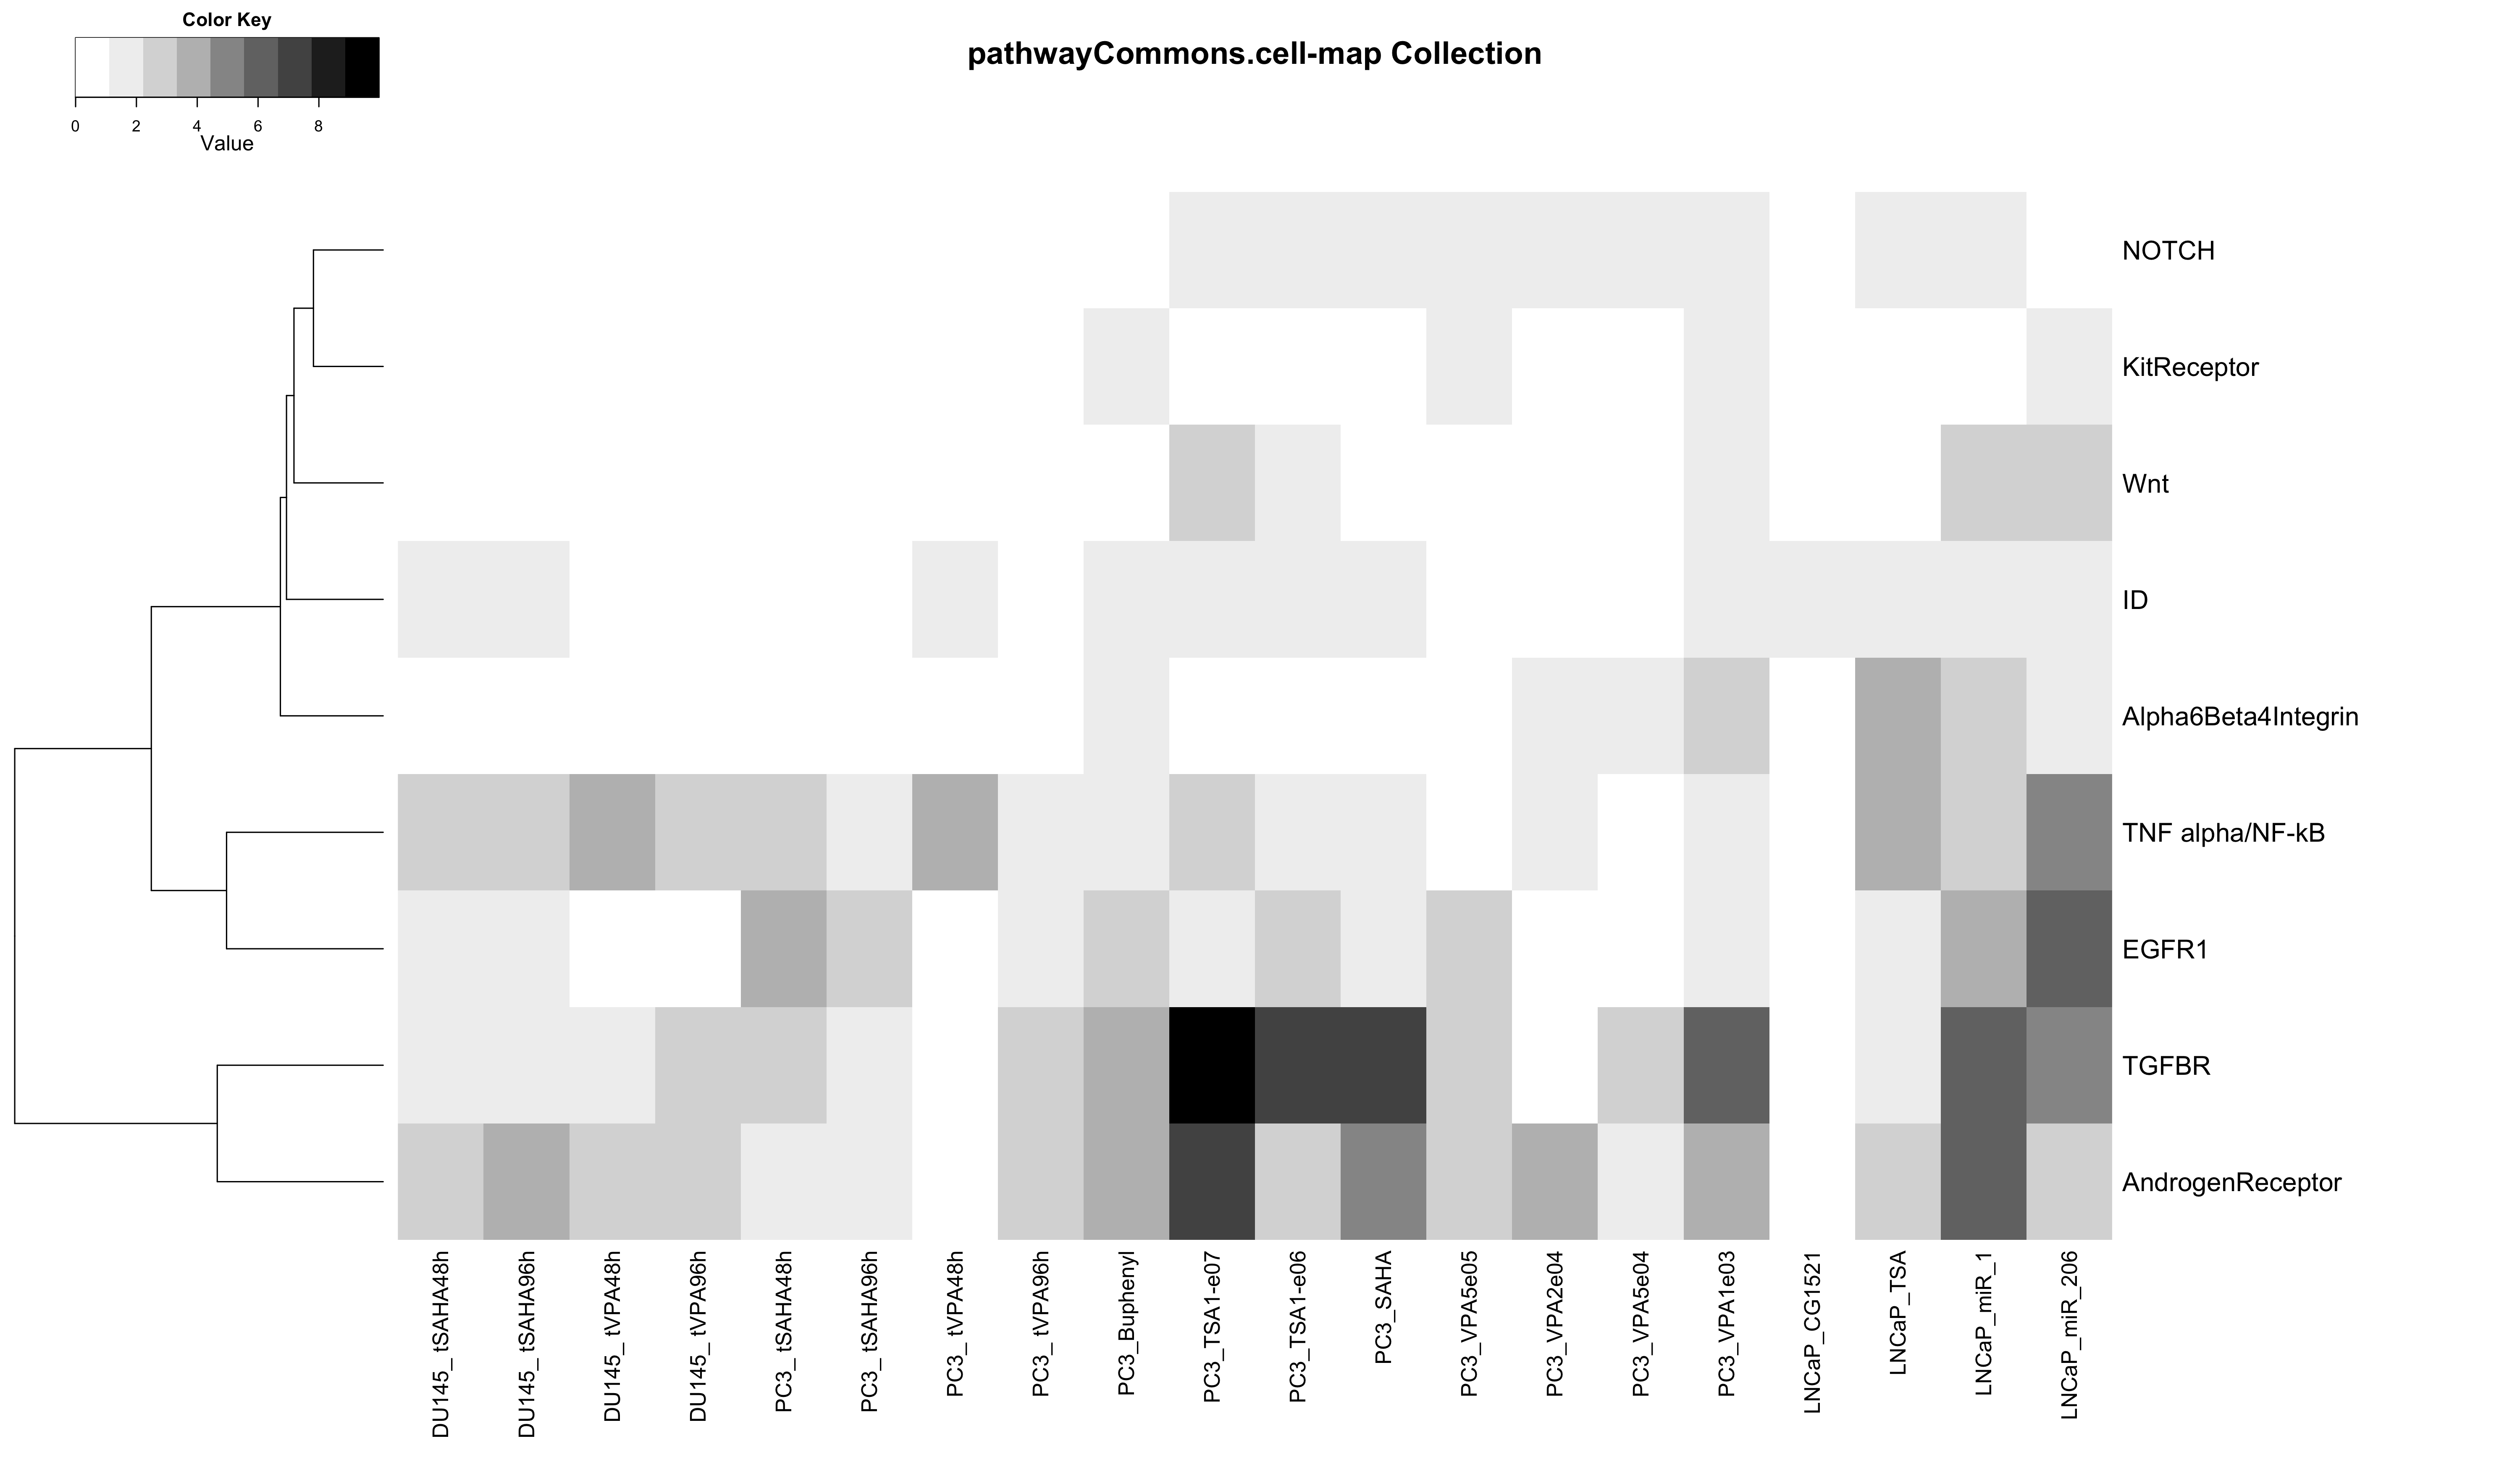 Color Key
0 2 4 6 8
Value
pathwayCommons.cell-map Collection
NOTCH
KitReceptor
Wnt
ID
Alpha6Beta4Integrin
TNF alpha/NF-kB
EGFR1
TGFBR
AndrogenReceptor
DU145_ tSAHA48h
DU145_ tSAHA96h
DU145_ tVPA48h
DU145_ tVPA96h
PC3_ tSAHA48h
PC3_ tSAHA96h
PC3_ tVPA48h
PC3_ tVPA96h
PC3_Buphenyl
PC3_TSA1-e07
PC3_TSA1-e06
PC3_SAHA
PC3_VPA5e05
PC3_VPA2e04
PC3_VPA5e04
PC3_VPA1e03
LNCaP_CG1521
LNCaP_TSA
LNCaP_miR_1
LNCaP_miR_206